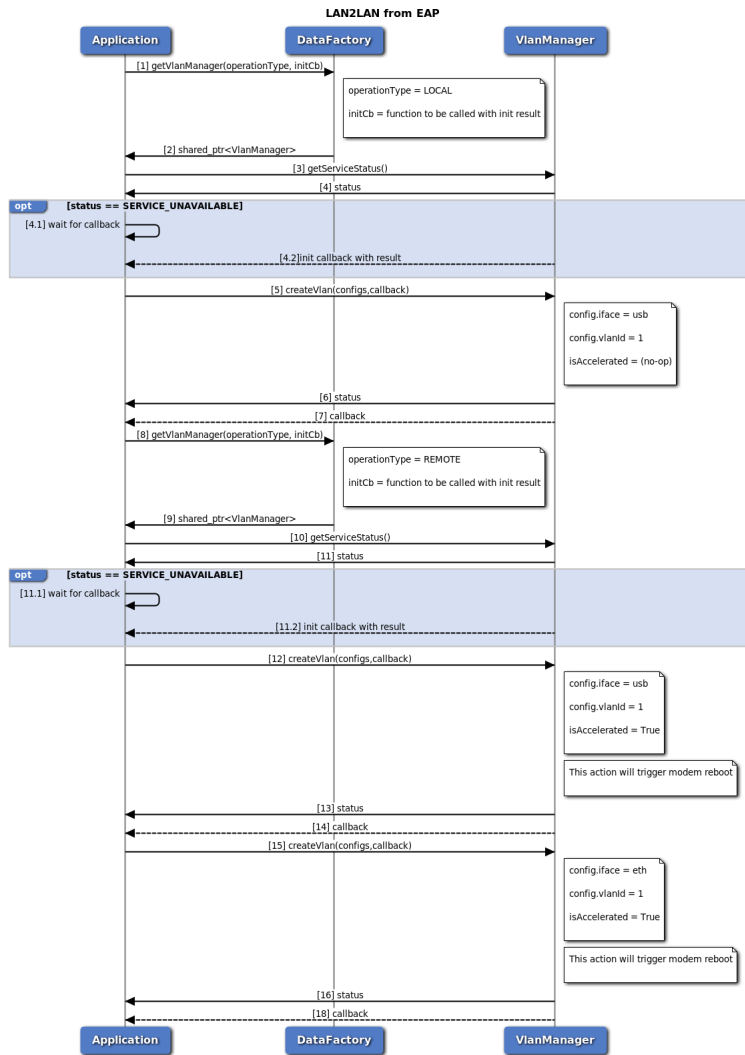 LAN2LAN from EAP
Application DataFactory VlanManager
[1] getVlanManager(operationType, initCb)
operationType = LOCAL
initCb = function to be called with init result
[2] shared_ptr<VlanManager>
[3] getServiceStatus()
[4] status
opt [status == SERVICE_UNAVAILABLE]
[4.1] wait for callback
[4.2]init callback with result
[5] createVlan(configs,callback)
config.iface = usb
config.vlanId = 1
isAccelerated = (no-op)
[6] status
[7] callback
[8] getVlanManager(operationType, initCb)
operationType = REMOTE
initCb = function to be called with init result
[9] shared_ptr<VlanManager>
[10] getServiceStatus()
[11] status
opt [status == SERVICE_UNAVAILABLE]
[11.1] wait for callback
[11.2] init callback with result
[12] createVlan(configs,callback)
config.iface = usb
config.vlanId = 1
isAccelerated = True
This action will trigger modem reboot
[13] status
[14] callback
[15] createVlan(configs,callback)
config.iface = eth
config.vlanId = 1
isAccelerated = True
This action will trigger modem reboot
[16] status
[18] callback
Application DataFactory VlanManager